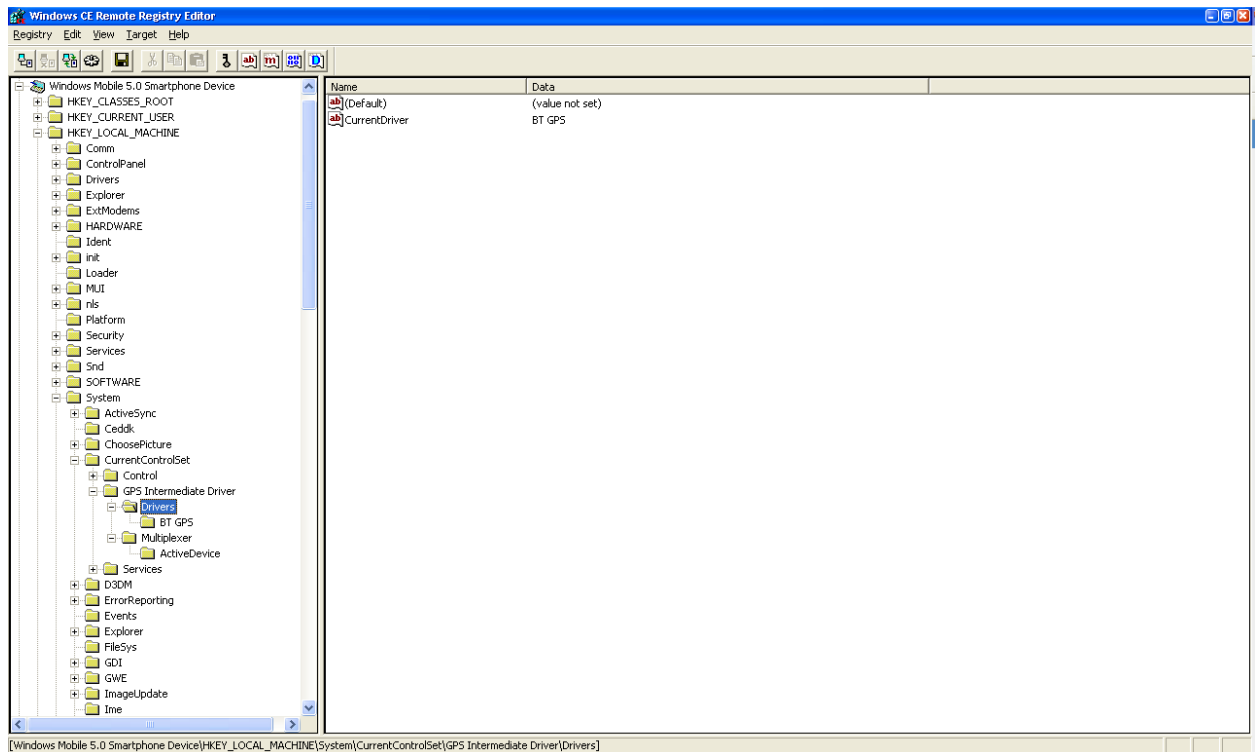 Windows CE Remote Registry Editor
Registry Edit View Target Help
Windows Mobile 5.0 Smartphone Device
HKEY_CLASSES_ROOT
HKEY_CURRENT_USER
HKEY_LOCAL_MACHINE
Comm
ControlPanel
Drivers
Explorer
ExtModems
HARDWARE
Ident
init
Loader
MUI
nls
Platform
Security
Services
Snd
SOFTWARE
System
ActiveSync
Ceddk
ChoosePicture
CurrentControlSet
Control
GPS Intermediate Driver
Drivers
BT GPS
Multiplexer
ActiveDevice
Services
D3DM
ErrorReporting
Events
Explorer
FileSys
GDI
GWE
ImageUpdate
Ime
Name Data
ab (Default) (value not set)
ab CurrentDriver BT GPS
[Windows Mobile 5.0 Smartphone Device\HKEY_LOCAL_MACHINE\System\CurrentControlSet\GPS Intermediate Driver\Drivers]